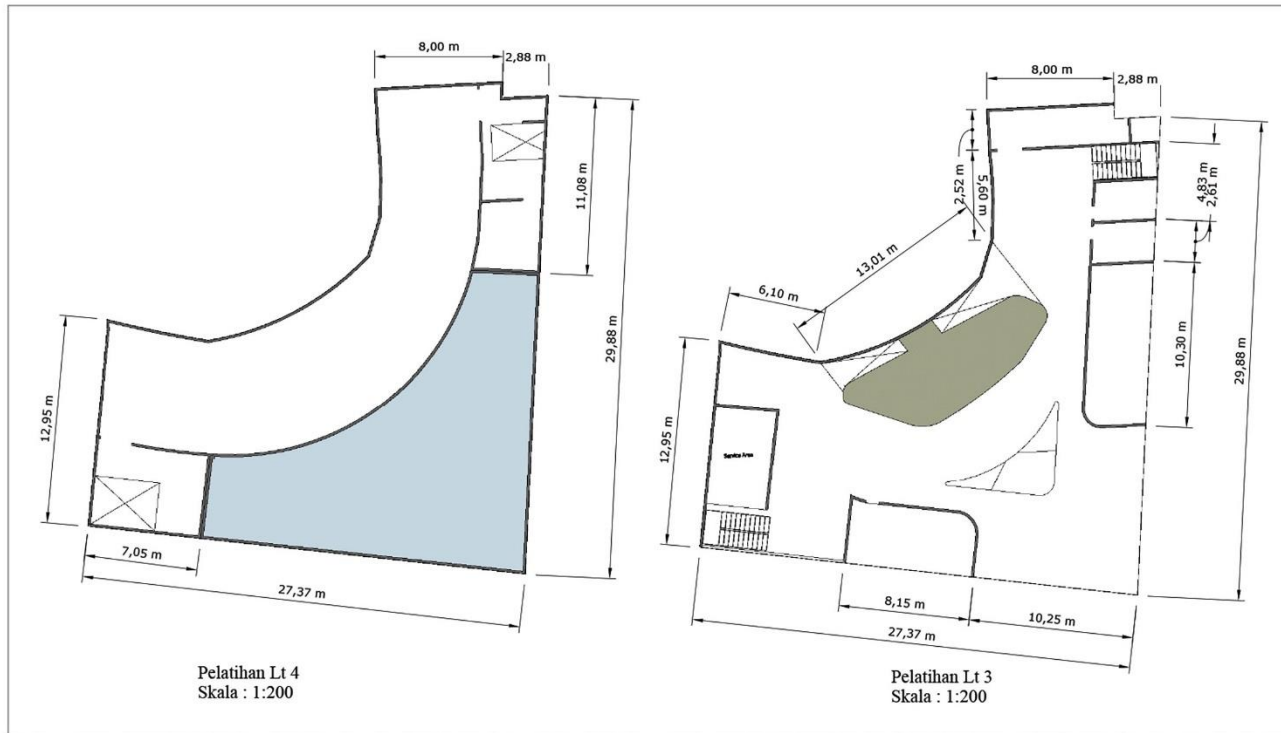 8,00 m
2,88 m
11,08 m
29,88 m
12,95 m
7,05 m
27,37 m
Pelatihan Lt 4
Skala : 1:200
8,00 m
2,88 m
2,52 m
5,60 m
4,83 m
2,61 m
13,01 m
6,10 m
10,30 m
29,88 m
12,95 m
Service Area
8,15 m
10,25 m
27,37 m
Pelatihan Lt 3
Skala : 1:200